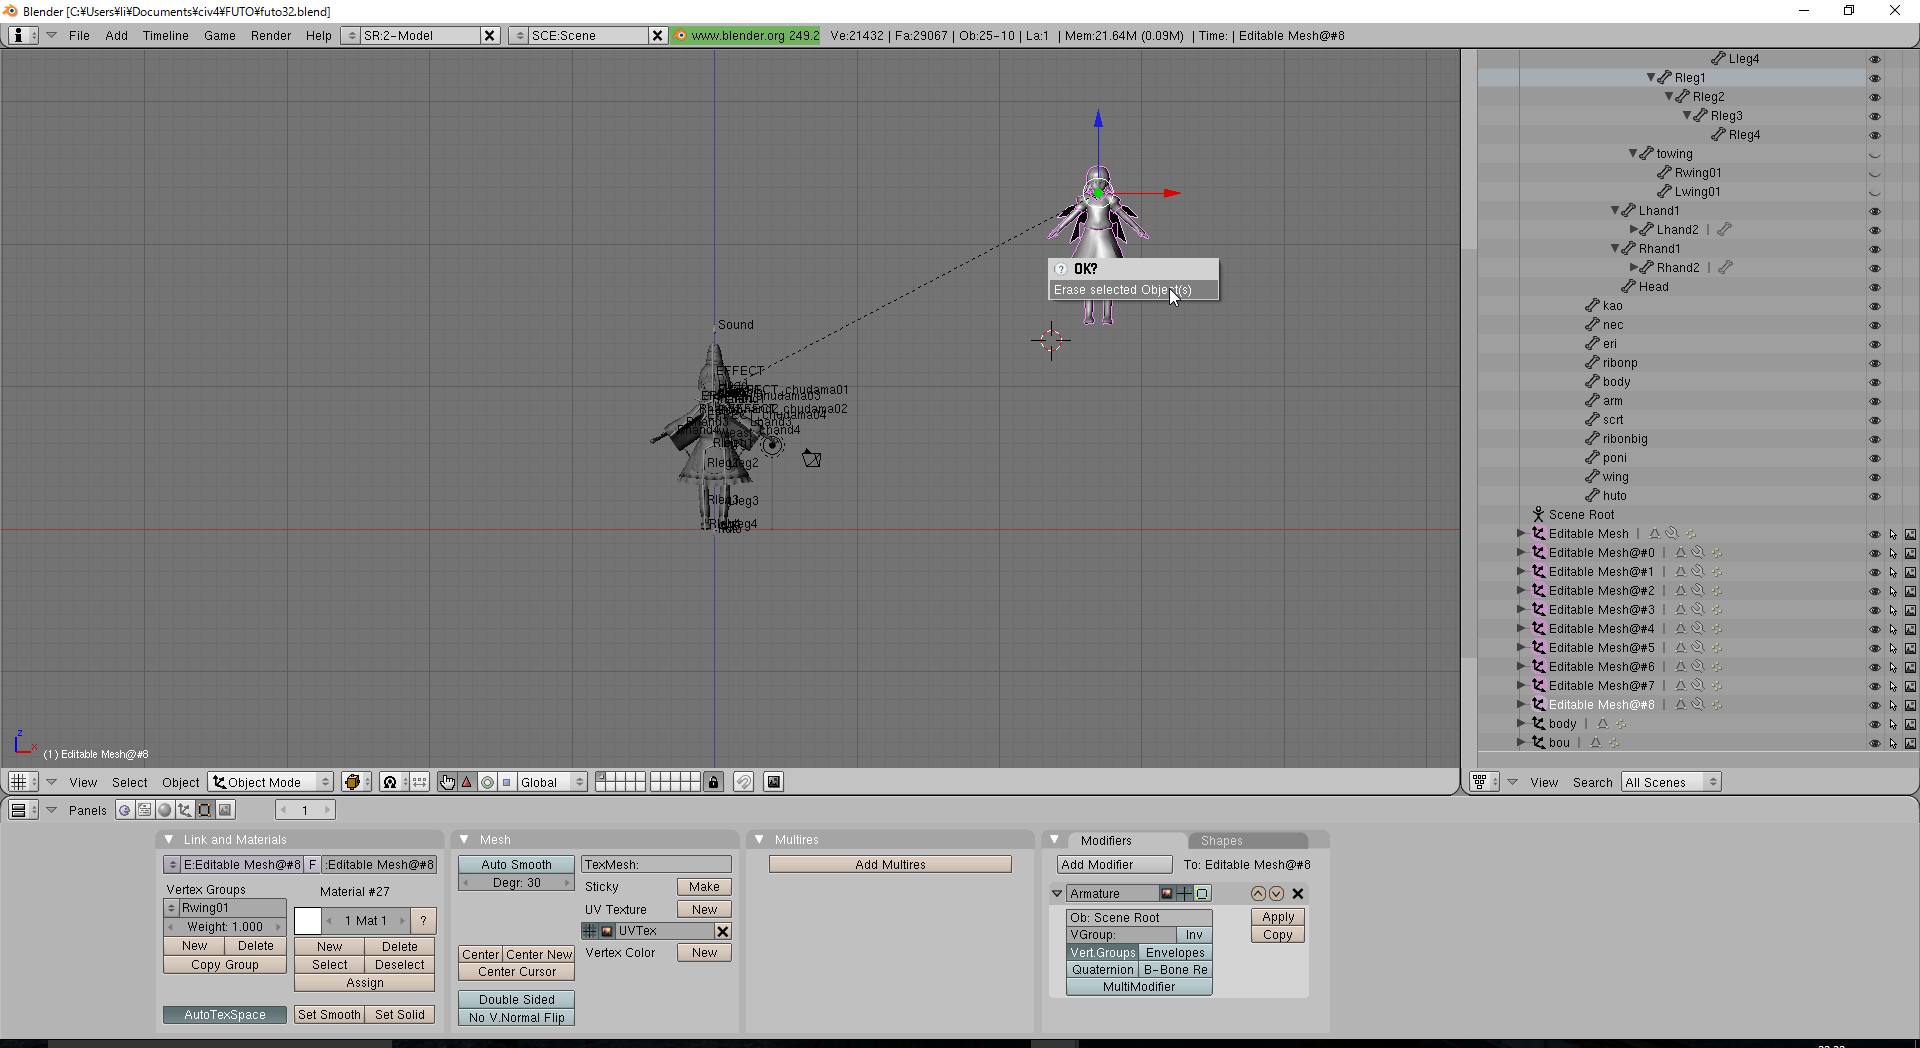 Blender [C:¥Users¥li¥Documents¥civ4¥FUTO¥futo32.blend]
File Add Timeline Game Render Help SR:2-Model SCE:Scene www.blender.org 249.2 Ve:21432 | Fa:29067 | Ob:25-10 | La:1 | Mem:21.64M (0.09M) | Time: | Editable Mesh@#8
Lleg4
Rleg1
Rleg2
Rleg3
Rleg4
towing
Rwing01
Lwing01
Lhand1
Lhand2
Rhand1
Rhand2
Head
kao
nec
eri
ribonp
body
arm
scrt
ribonbig
poni
wing
huto
Scene Root
Editable Mesh
Editable Mesh@#0
Editable Mesh@#1
Editable Mesh@#2
Editable Mesh@#3
Editable Mesh@#4
Editable Mesh@#5
Editable Mesh@#6
Editable Mesh@#7
Editable Mesh@#8
body
bou
OK?
Erase selected Object(s)
Sound
EFFECT
chudama01
chudama03
chudama02
chudama04
Lhand3
Lhand4
Rleg3
z
x
(1) Editable Mesh@#8
View Select Object Object Mode Global
View Search All Scenes
Panels 1
Link and Materials
E:Editable Mesh@#8 F :Editable Mesh@#8
Vertex Groups
Material #27
Rwing01
Weight: 1.000
1 Mat 1 ?
New Delete
New Delete
Copy Group
Select Deselect
Assign
AutoTexSpace
Set Smooth Set Solid
Mesh
Auto Smooth
Degr: 30
TexMesh:
Sticky Make
UV Texture New
UVTex
Vertex Color New
Center Center New
Center Cursor
Double Sided
No V.Normal Flip
Multires
Add Multires
Modifiers Shapes
Add Modifier To: Editable Mesh@#8
Armature
Ob: Scene Root
VGroup: Inv
Vert.Groups Envelopes
Quaternion B-Bone Re
MultiModifier
Apply
Copy